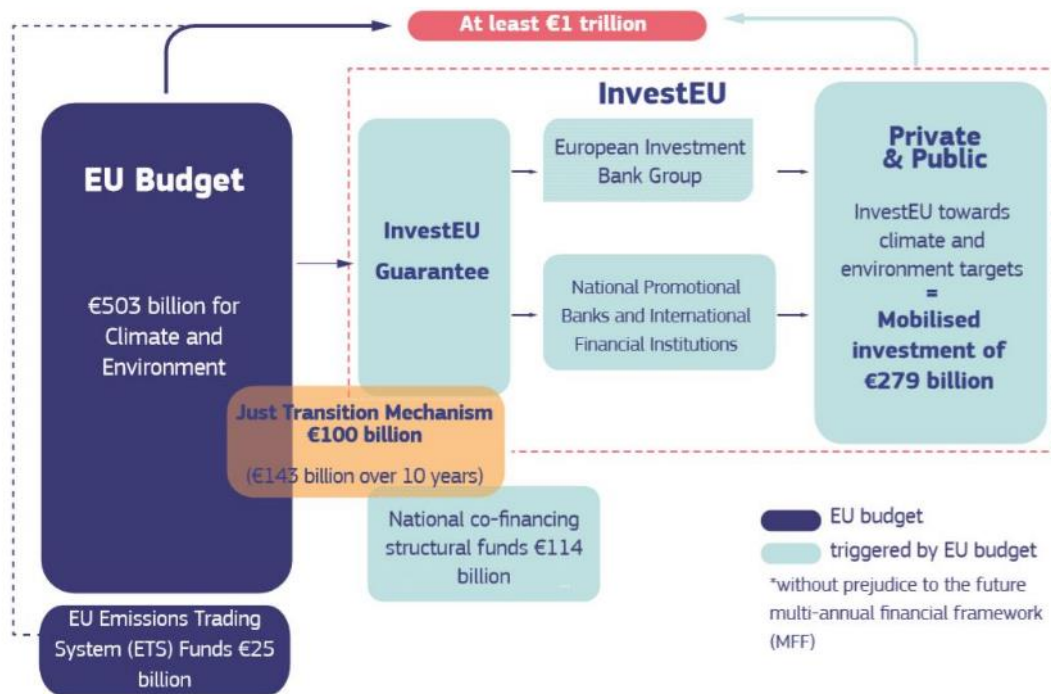 At least €1 trillion
EU Budget
€503 billion for
Climate and
Environment
InvestEU
InvestEU
Guarantee
European Investment
Bank Group
National Promotional
Banks and International
Financial Institutions
Private
& Public
InvestEU towards
climate and
environment targets
=
Mobilised
investment of
€279 billion
Just Transition Mechanism
€100 billion
(€143 billion over 10 years)
National co-financing
structural funds €114
billion
EU Emissions Trading
System (ETS) Funds €25
billion
EU budget
triggered by EU budget
*without prejudice to the future
multi-annual financial framework
(MFF)